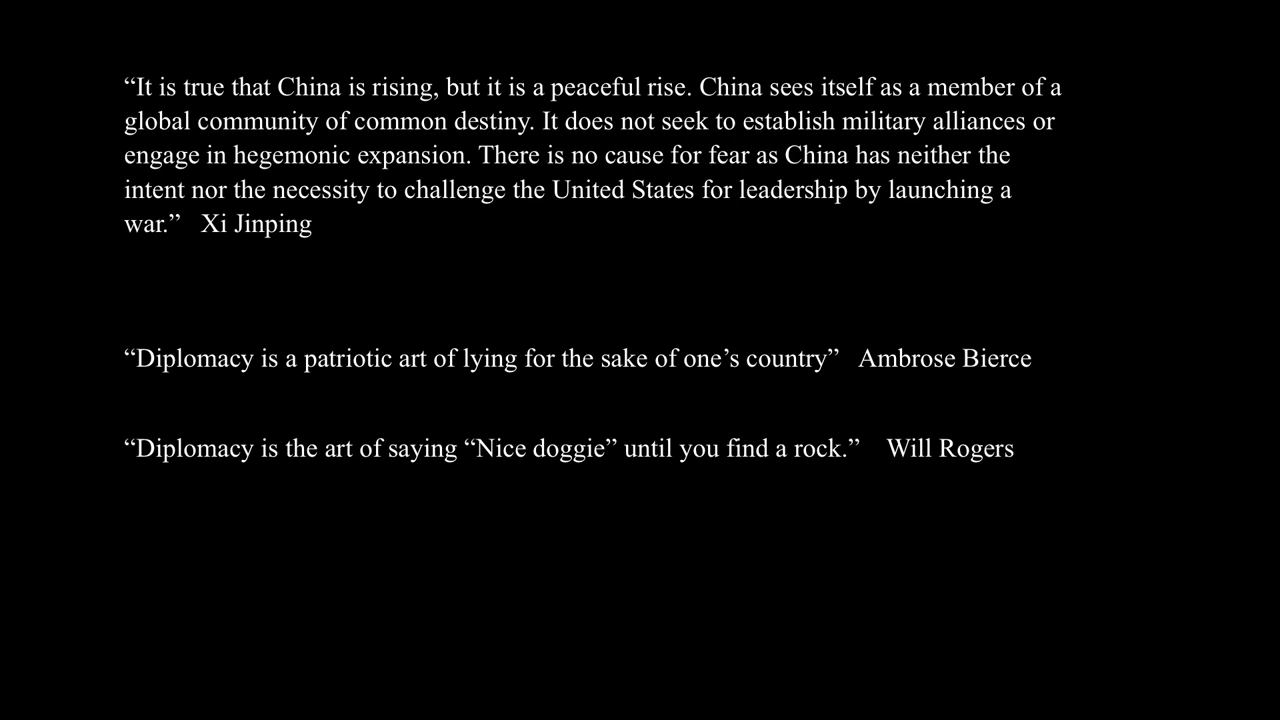 “It is true that China is rising, but it is a peaceful rise. China sees itself as a member of a
global community of common destiny. It does not seek to establish military alliances or
engage in hegemonic expansion. There is no cause for fear as China has neither the
intent nor the necessity to challenge the United States for leadership by launching a
war.”   Xi Jinping
“Diplomacy is a patriotic art of lying for the sake of one’s country”   Ambrose Bierce
“Diplomacy is the art of saying “Nice doggie” until you find a rock.”    Will Rogers